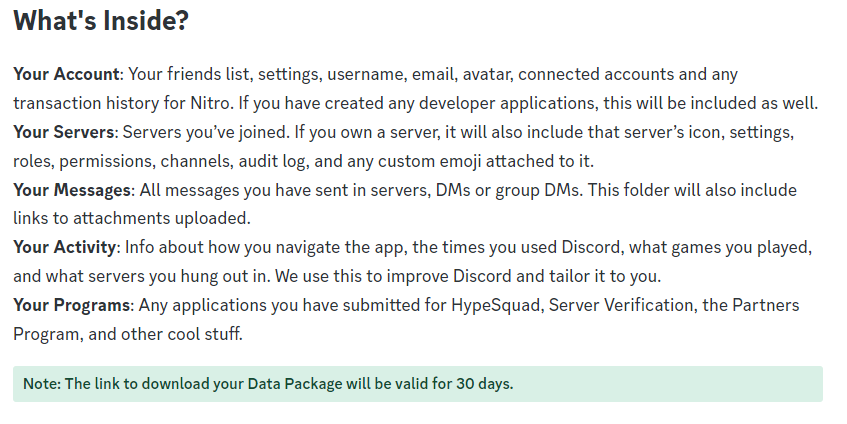 What's Inside?
Your Account: Your friends list, settings, username, email, avatar, connected accounts and any
transaction history for Nitro. If you have created any developer applications, this will be included as well.
Your Servers: Servers you’ve joined. If you own a server, it will also include that server’s icon, settings,
roles, permissions, channels, audit log, and any custom emoji attached to it.
Your Messages: All messages you have sent in servers, DMs or group DMs. This folder will also include
links to attachments uploaded.
Your Activity: Info about how you navigate the app, the times you used Discord, what games you played,
and what servers you hung out in. We use this to improve Discord and tailor it to you.
Your Programs: Any applications you have submitted for HypeSquad, Server Verification, the Partners
Program, and other cool stuff.
Note: The link to download your Data Package will be valid for 30 days.